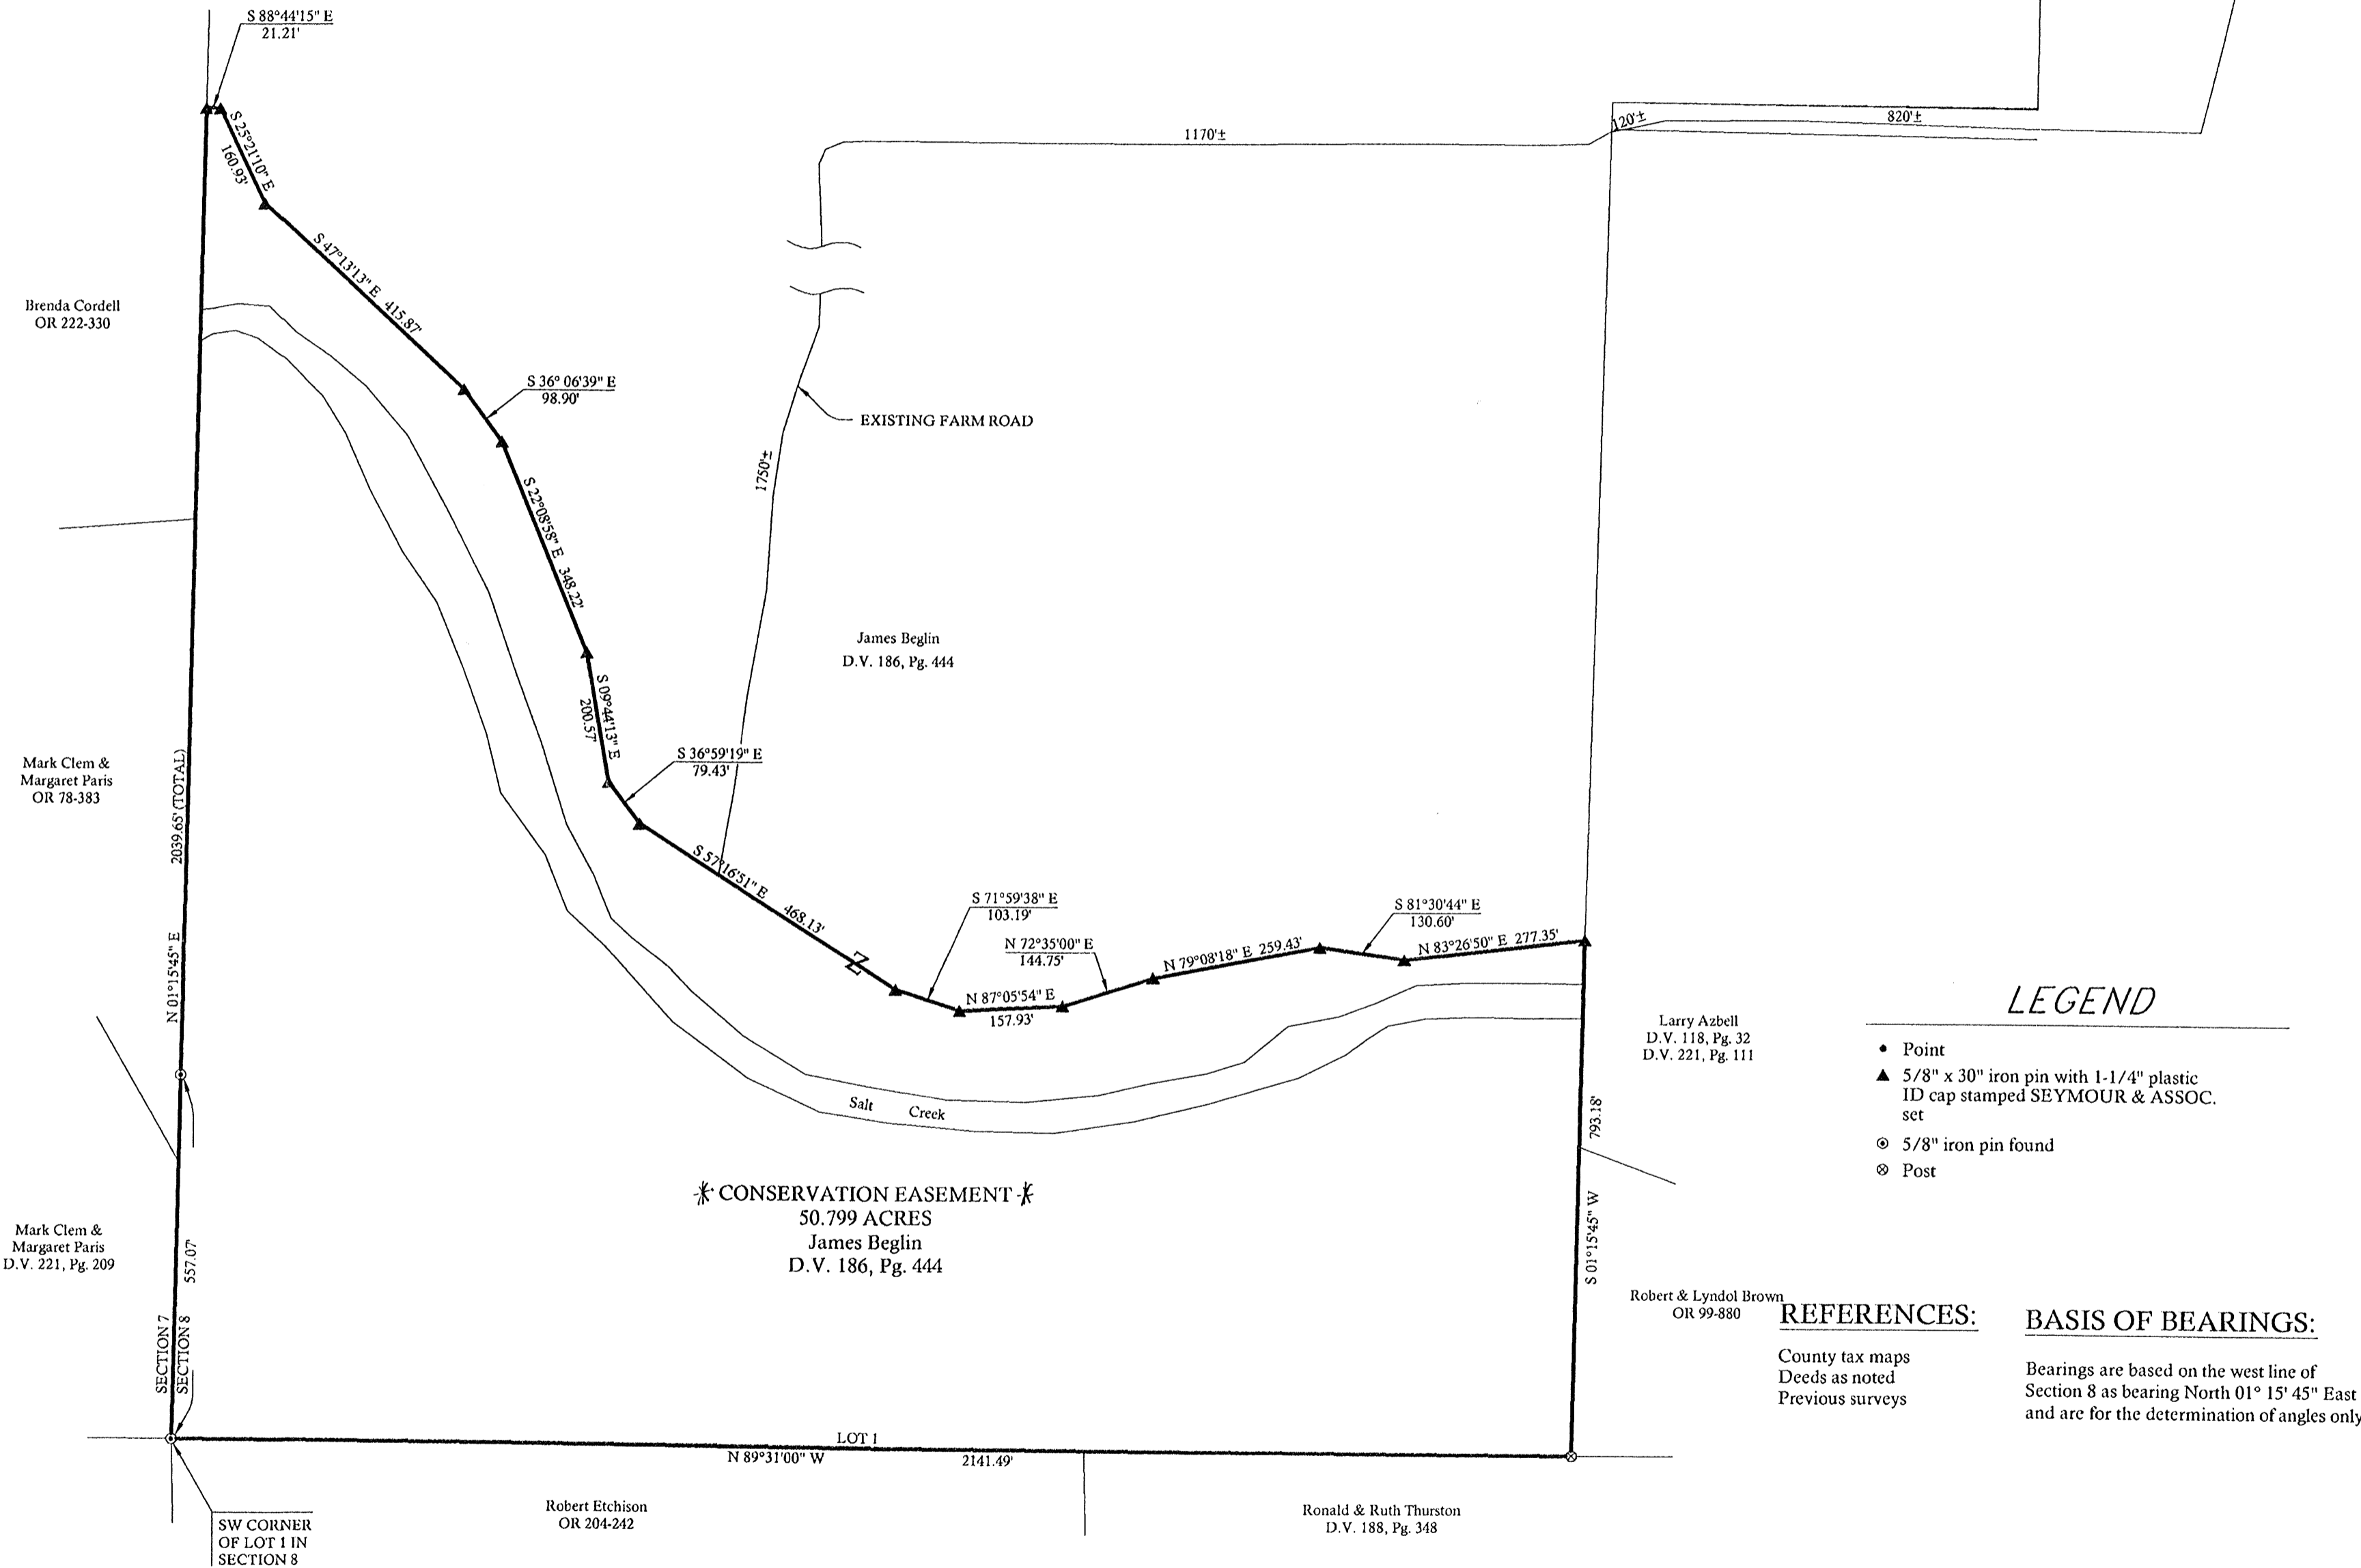 S 88°44'15" E
21.21'
S 25°21'10" E
160.93'
1170'±
120'±
820'±
S 47°13'13" E 415.87'
Brenda Cordell
OR 222-330
S 36° 06'39" E
98.90'
EXISTING FARM ROAD
1750'±
S 22°08'58" E 348.22'
James Beglin
D.V. 186, Pg. 444
S 09°44'13" E
200.57'
S 36°59'19" E
79.43'
Mark Clem &
Margaret Paris
OR 78-383
N 01°15'45" E 2039.65' (TOTAL)
S 57°16'51" E 468.13'
S 71°59'38" E
103.19'
N 87°05'54" E
157.93'
N 72°35'00" E
144.75'
N 79°08'18" E 259.43'
S 81°30'44" E
130.60'
N 83°26'50" E 277.35'
Larry Azbell
D.V. 118, Pg. 32
D.V. 221, Pg. 111
LEGEND
Point
5/8" x 30" iron pin with 1-1/4" plastic
ID cap stamped SEYMOUR & ASSOC.
set
5/8" iron pin found
Post
Salt Creek
S 01°15'45" W 793.18'
CONSERVATION EASEMENT
50.799 ACRES
James Beglin
D.V. 186, Pg. 444
Mark Clem &
Margaret Paris
D.V. 221, Pg. 209
557.07'
SECTION 7
SECTION 8
Robert & Lyndol Brown
OR 99-880
REFERENCES:
County tax maps
Deeds as noted
Previous surveys
BASIS OF BEARINGS:
Bearings are based on the west line of
Section 8 as bearing North 01° 15' 45" East
and are for the determination of angles only
LOT 1
N 89°31'00" W 2141.49'
SW CORNER
OF LOT 1 IN
SECTION 8
Robert Etchison
OR 204-242
Ronald & Ruth Thurston
D.V. 188, Pg. 348